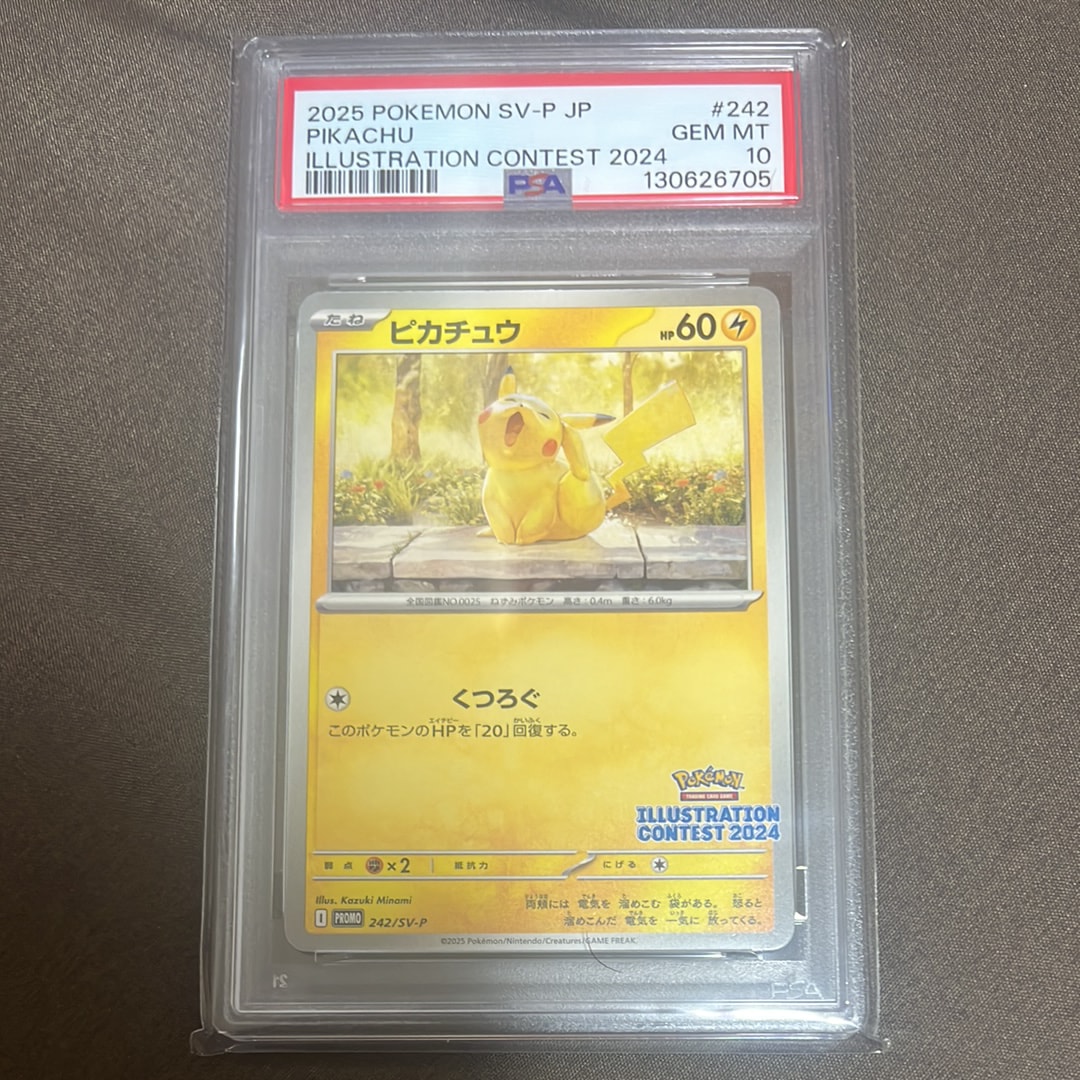 2025 POKEMON SV-P JP #242
PIKACHU GEM MT
ILLUSTRATION CONTEST 2024 10
PSA 130626705
たね ピカチュウ HP60
全国図鑑NO.0025 ねずみポケモン 高さ:0.4m 重さ:6.0kg
くつろぐ
このポケモンのHPを「20」回復する。
Pokémon
TRADING CARD GAME
ILLUSTRATION
CONTEST 2024
弱点 ×2 抵抗力 にげる
Illus. Kazuki Minami
両頬には 電気を 溜めこむ 袋がある。 怒ると
溜めこんだ 電気を 一気に 放ってくる。
I PROMO 242/SV-P
©2025 Pokémon/Nintendo/Creatures/GAME FREAK.
PSA